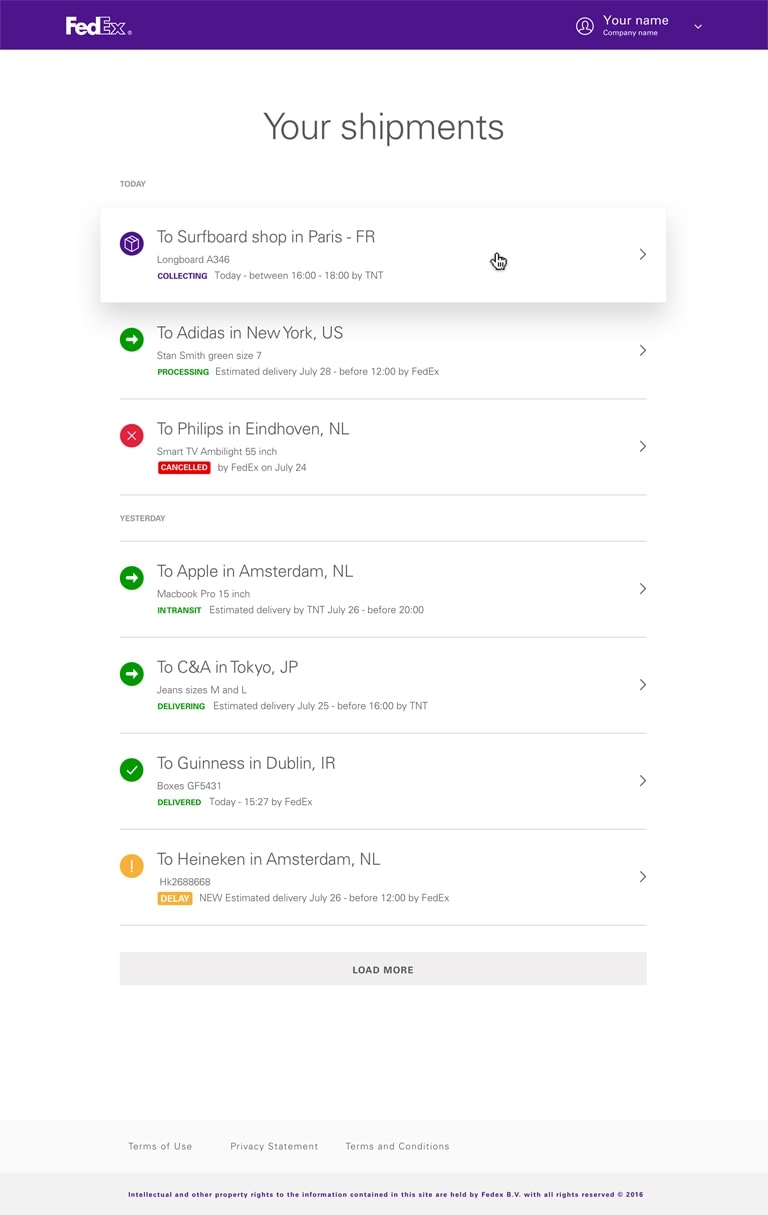 FedEx®
Your name
Company name
Your shipments
TODAY
To Surfboard shop in Paris - FR
Longboard A346
COLLECTING Today - between 16:00 - 18:00 by TNT
To Adidas in New York, US
Stan Smith green size 7
PROCESSING Estimated delivery July 28 - before 12:00 by FedEx
To Philips in Eindhoven, NL
Smart TV Ambilight 55 inch
CANCELLED by FedEx on July 24
YESTERDAY
To Apple in Amsterdam, NL
Macbook Pro 15 inch
IN TRANSIT Estimated delivery by TNT July 26 - before 20:00
To C&A in Tokyo, JP
Jeans sizes M and L
DELIVERING Estimated delivery July 25 - before 16:00 by TNT
To Guinness in Dublin, IR
Boxes GF5431
DELIVERED Today - 15:27 by FedEx
To Heineken in Amsterdam, NL
Hk2688668
DELAY NEW Estimated delivery July 26 - before 12:00 by FedEx
LOAD MORE
Terms of Use Privacy Statement Terms and Conditions
Intellectual and other property rights to the information contained in this site are held by Fedex B.V. with all rights reserved © 2016